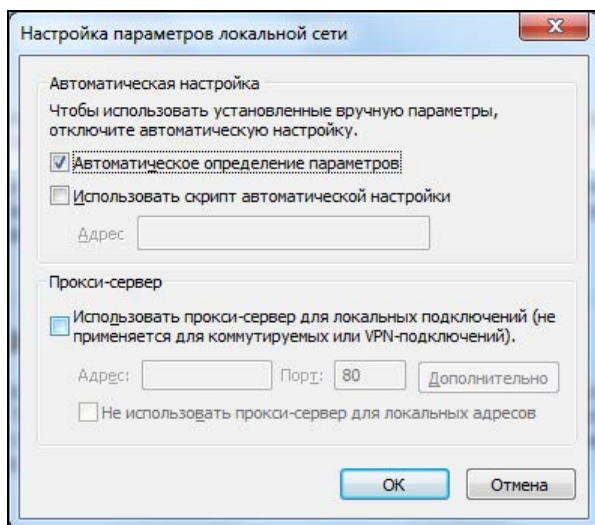 Настройка параметров локальной сети
Автоматическая настройка
Чтобы использовать установленные вручную параметры,
отключите автоматическую настройку.
Автоматическое определение параметров
Использовать скрипт автоматической настройки
Адрес
Прокси-сервер
Использовать прокси-сервер для локальных подключений (не
применяется для коммутируемых или VPN-подключений).
Адрес: Порт: 80 Дополнительно
Не использовать прокси-сервер для локальных адресов
ОК Отмена